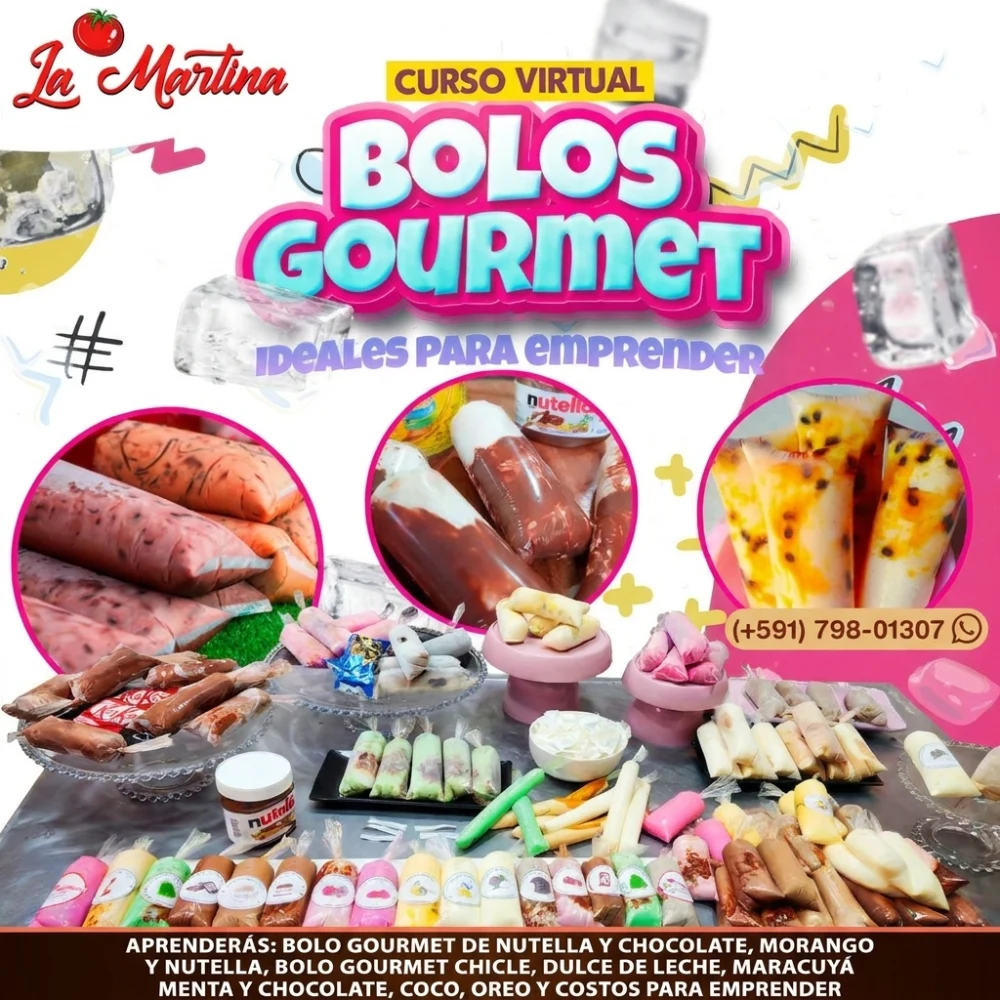 La Martina
CURSO VIRTUAL
BOLOS
GOURMET
IDEALES PARA EMPRENDER
#
nutella
(+591) 798-01307
nutella
APRENDERÁS: BOLO GOURMET DE NUTELLA Y CHOCOLATE, MORANGO
Y NUTELLA, BOLO GOURMET CHICLE, DULCE DE LECHE, MARACUYÁ
MENTA Y CHOCOLATE, COCO, OREO Y COSTOS PARA EMPRENDER